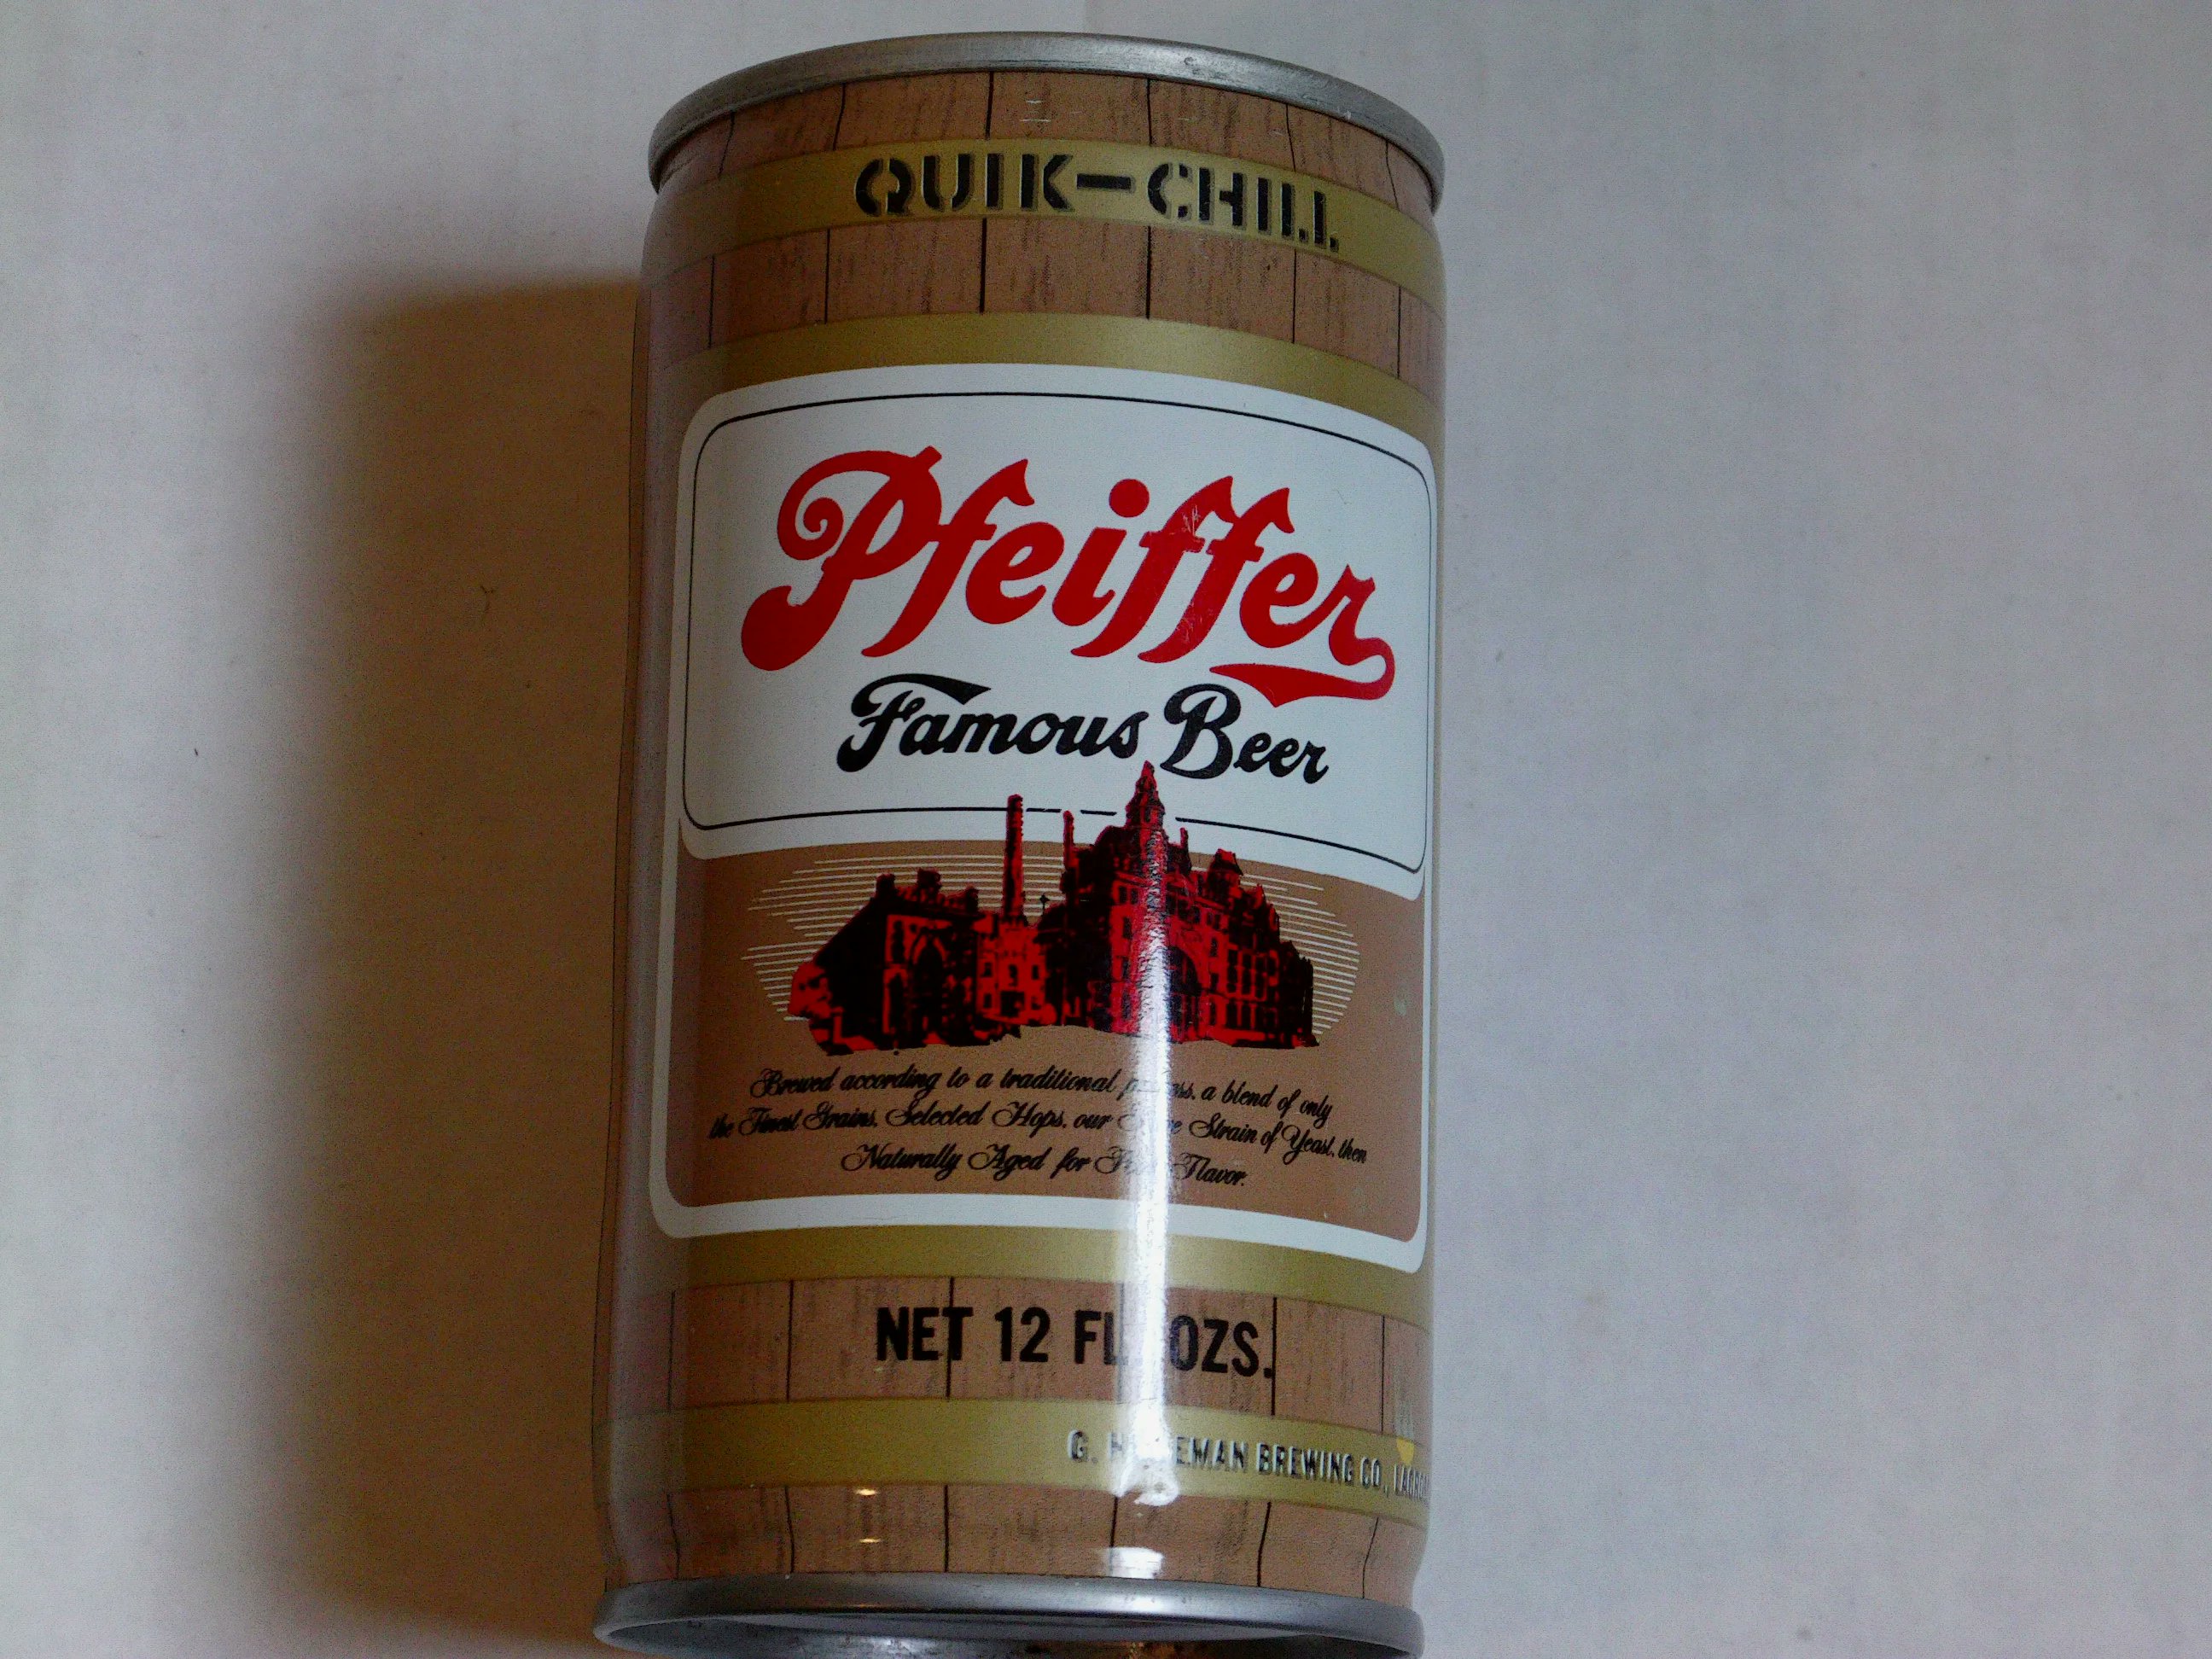 QUIK-CHILL
Pfeiffer
Famous Beer
Brewed according to a traditional a blend of only
the Finest Grains, Selected Hops, our Strain of Yeast, then
Naturally Aged for Flavor.
NET 12 FL. OZS.
G. BREWING CO.,